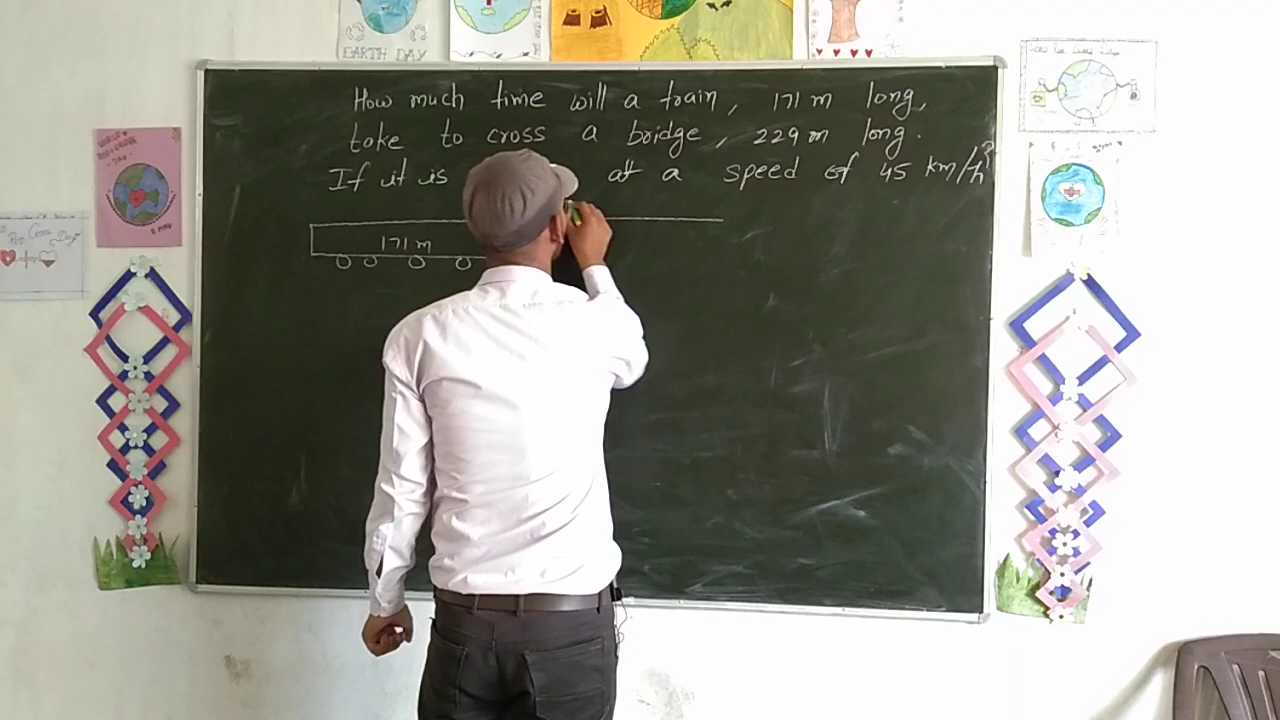 EARTH DAY
How much time will a train, 171 m long,
take to cross a bridge, 229 m long.
If it is at a speed of 45 km/h?
171 m